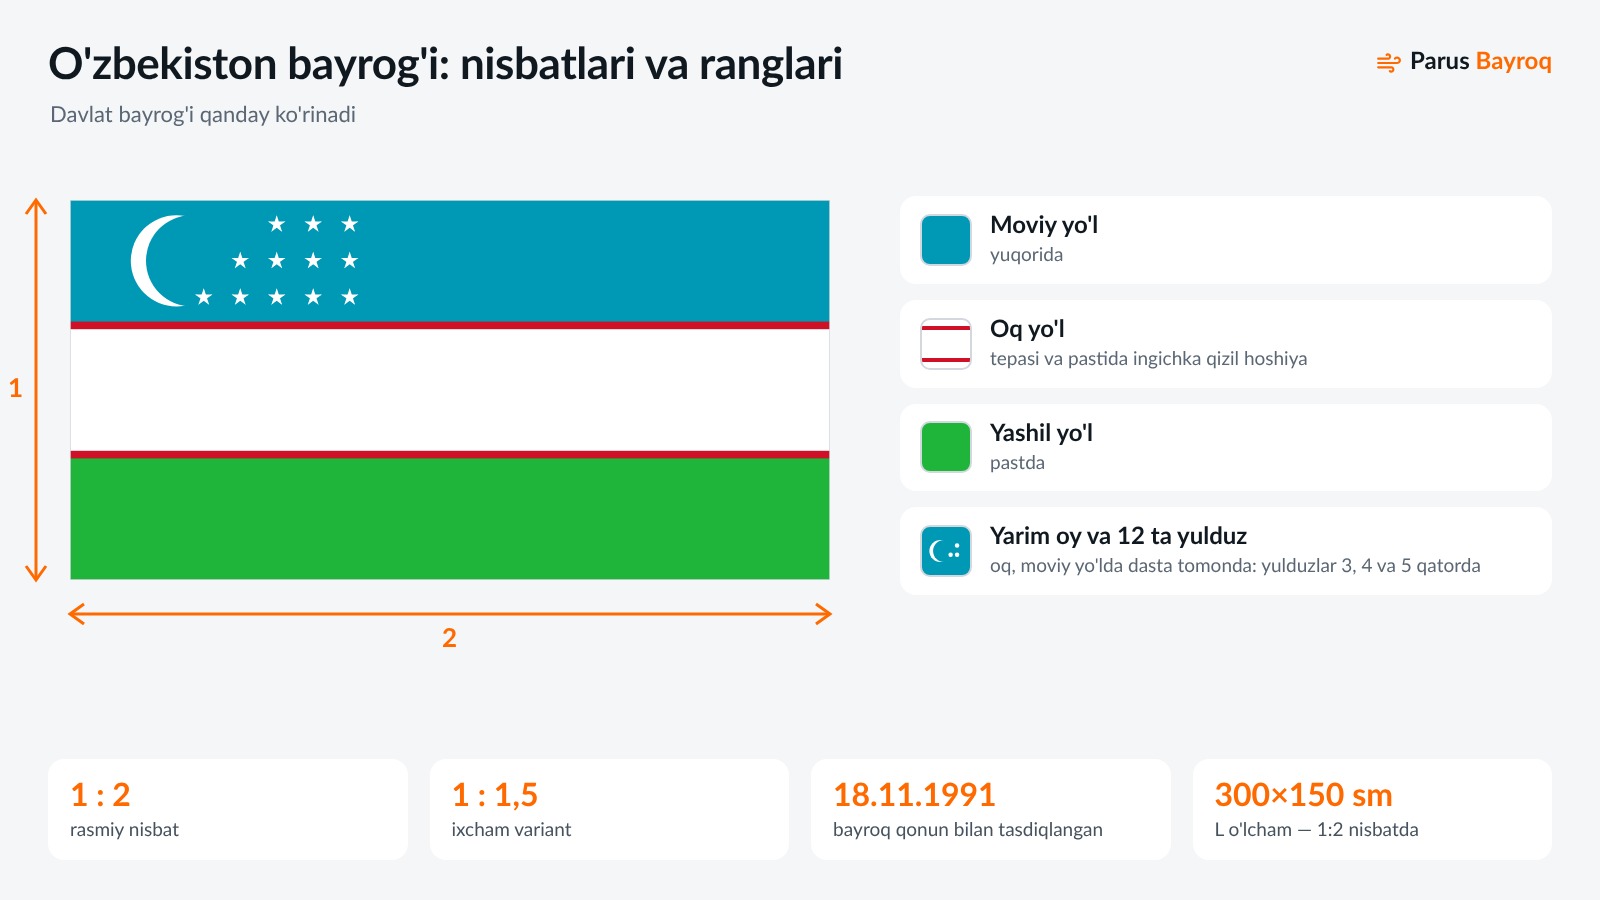 O'zbekiston bayrog'i: nisbatlari va ranglari
Parus Bayroq
Davlat bayrog'i qanday ko'rinadi
1
2
Moviy yo'l
yuqorida
Oq yo'l
tepasi va pastida ingichka qizil hoshiya
Yashil yo'l
pastda
Yarim oy va 12 ta yulduz
oq, moviy yo'lda dasta tomonda: yulduzlar 3, 4 va 5 qatorda
1 : 2
rasmiy nisbat
1 : 1,5
ixcham variant
18.11.1991
bayroq qonun bilan tasdiqlangan
300×150 sm
L o'lcham — 1:2 nisbatda